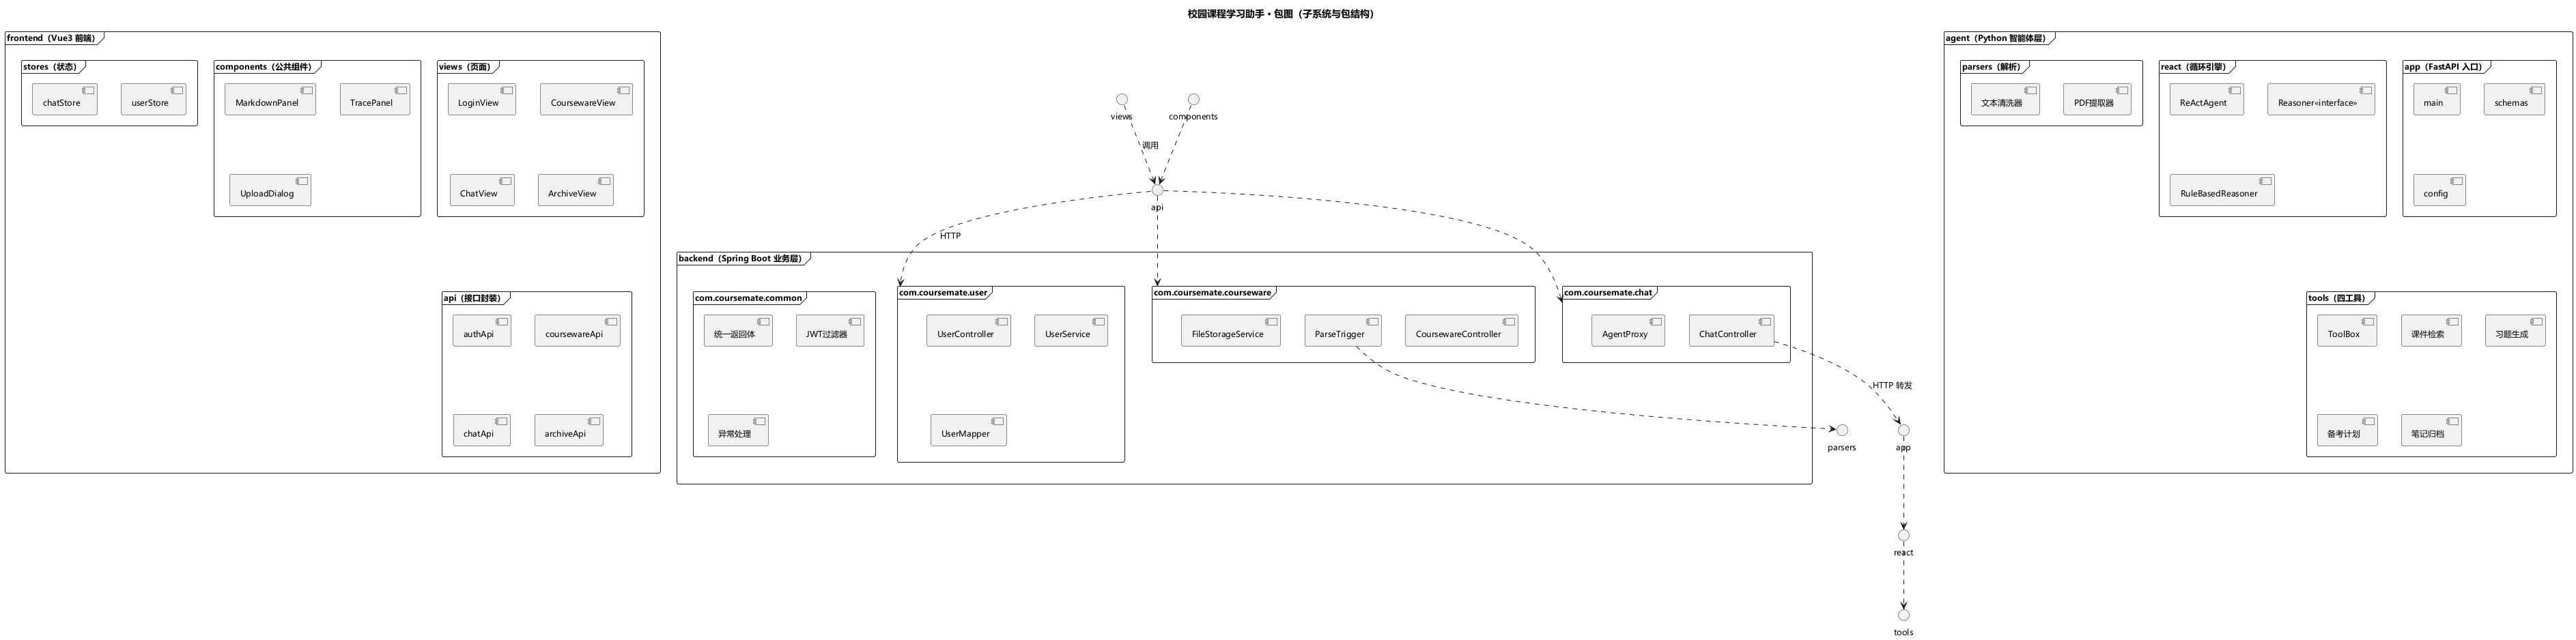 校园课程学习助手 · 包图（子系统与包结构）
frontend（Vue3 前端）
stores（状态）
chatStore
userStore
components（公共组件）
MarkdownPanel
TracePanel
UploadDialog
views（页面）
LoginView
CoursewareView
ChatView
ArchiveView
api（接口封装）
authApi
coursewareApi
chatApi
archiveApi
views
components
调用
api
HTTP
backend（Spring Boot 业务层）
com.coursemate.common
统一返回体
JWT过滤器
异常处理
com.coursemate.user
UserController
UserService
UserMapper
com.coursemate.courseware
FileStorageService
ParseTrigger
CoursewareController
com.coursemate.chat
AgentProxy
ChatController
HTTP 转发
parsers
app
react
tools
agent（Python 智能体层）
parsers（解析）
文本清洗器
PDF提取器
react（循环引擎）
ReActAgent
Reasoner«interface»
RuleBasedReasoner
app（FastAPI 入口）
main
schemas
config
tools（四工具）
ToolBox
课件检索
习题生成
备考计划
笔记归档